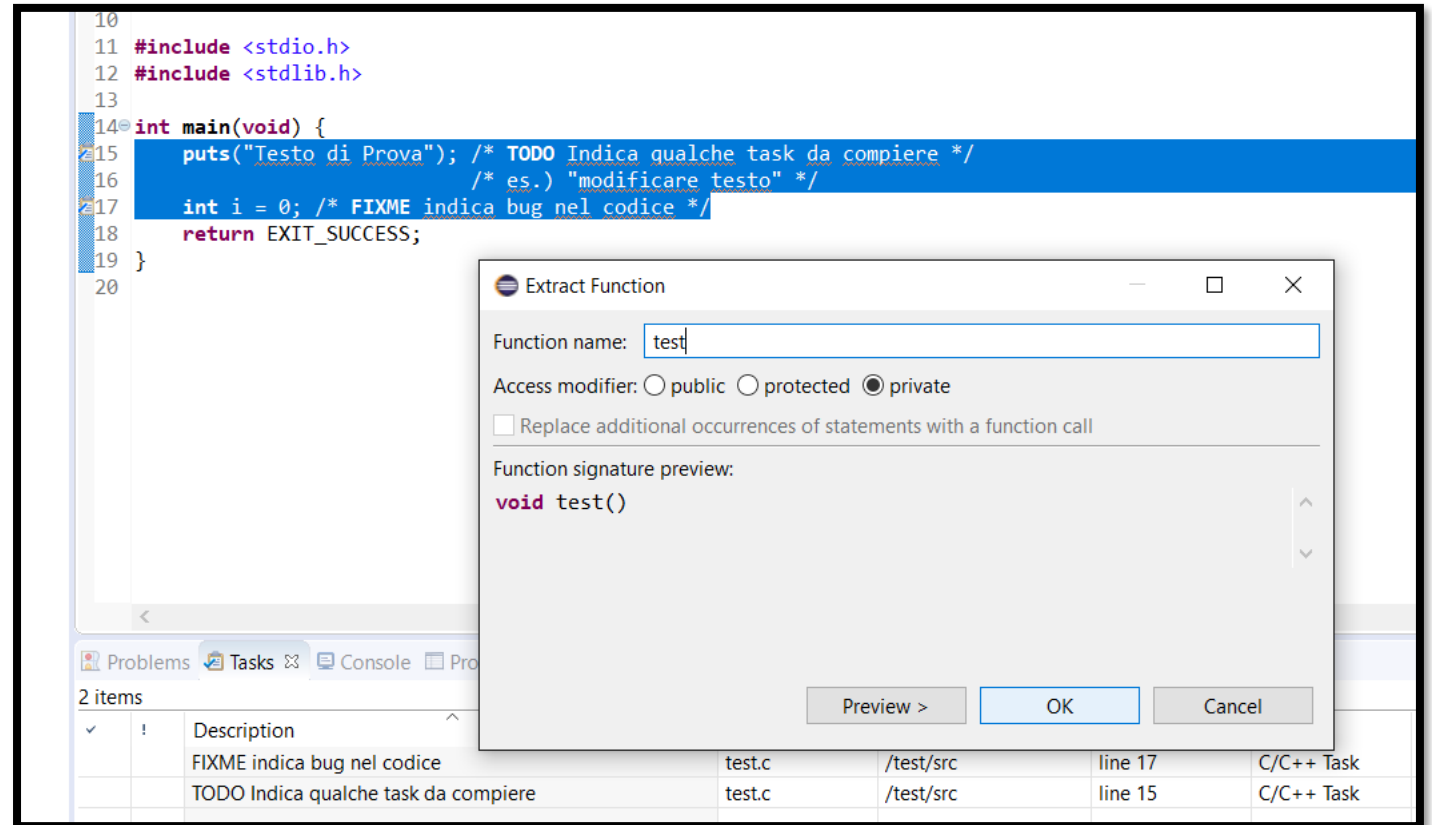 10
11 #include <stdio.h>
12 #include <stdlib.h>
13
14 int main(void) {
15 puts("Testo di Prova"); /* TODO Indica qualche task da compiere */
16 /* es.) "modificare testo" */
17 int i = 0; /* FIXME indica bug nel codice */
18 return EXIT_SUCCESS;
19 }
20
Extract Function
Function name: test
Access modifier: public protected private
Replace additional occurrences of statements with a function call
Function signature preview:
void test()
Preview > OK Cancel
Problems Tasks Console Pro
2 items
! Description
FIXME indica bug nel codice test.c /test/src line 17 C/C++ Task
TODO Indica qualche task da compiere test.c /test/src line 15 C/C++ Task